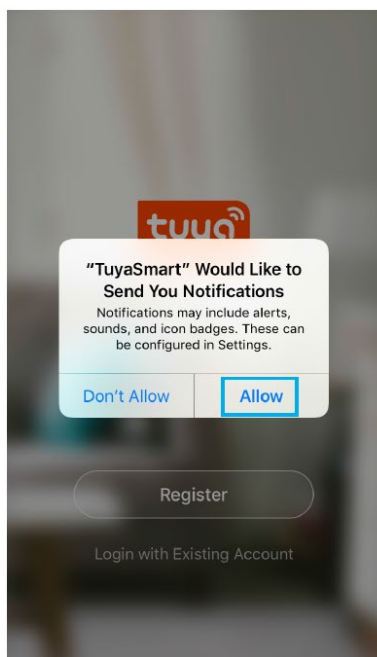 tuya
“TuyaSmart” Would Like to
Send You Notifications
Notifications may include alerts,
sounds, and icon badges. These can
be configured in Settings.
Don’t Allow
Allow
Register
Login with Existing Account